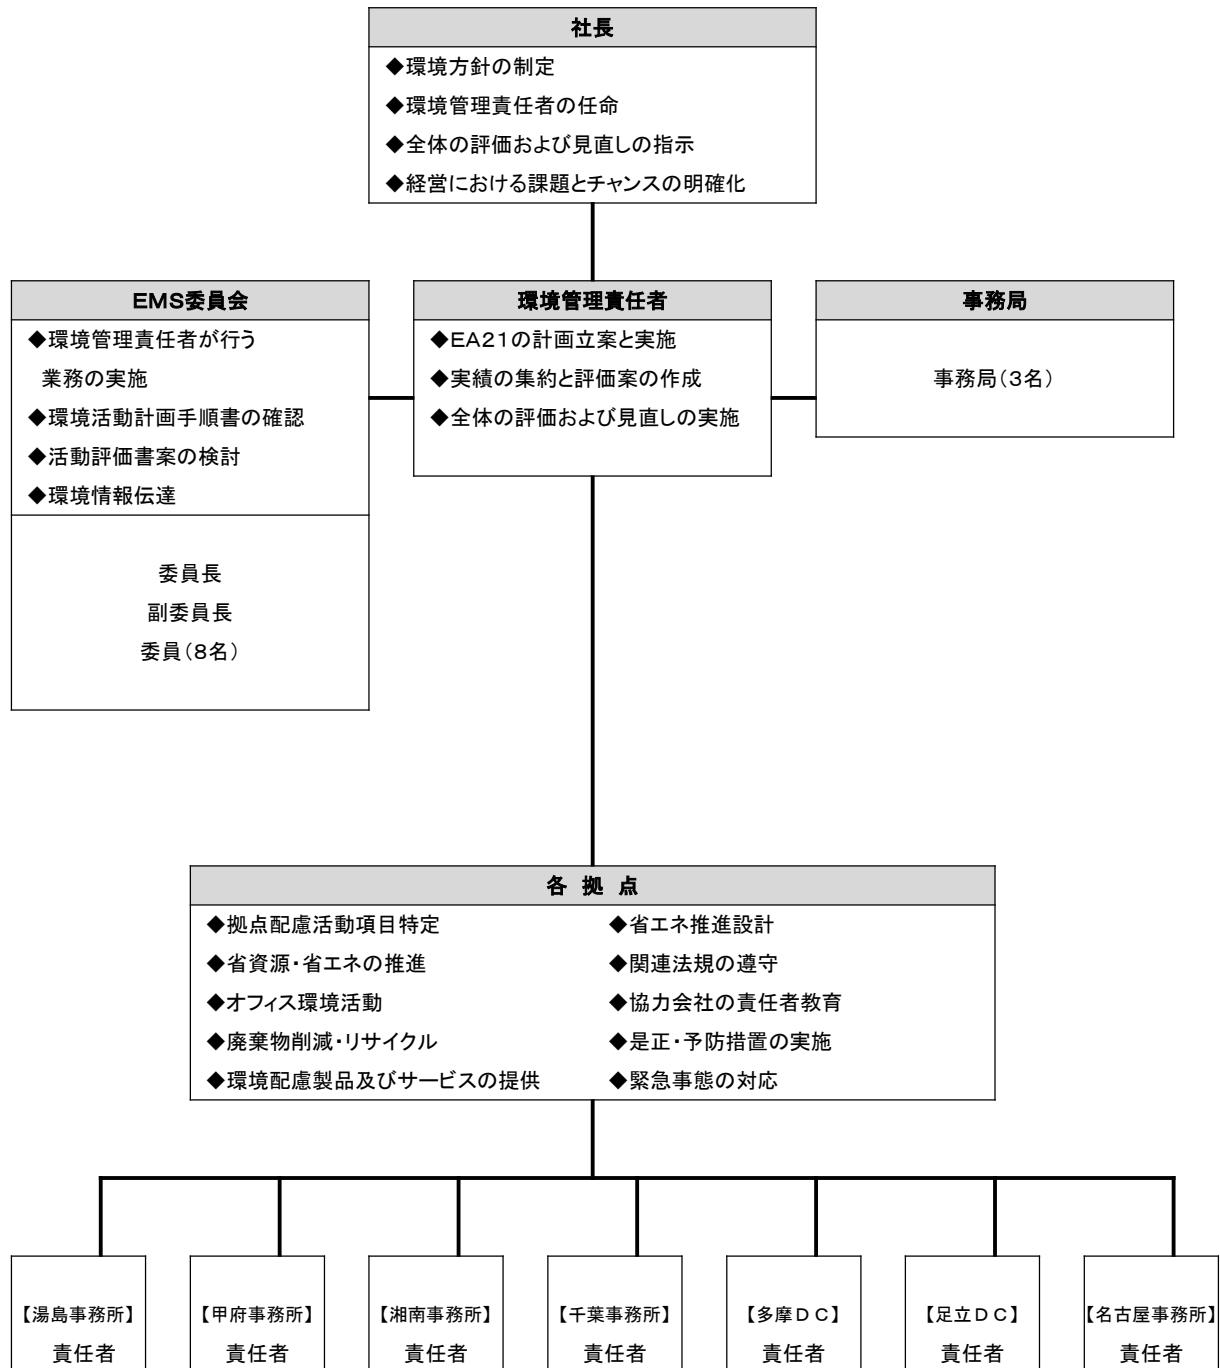 社長
◆環境方針の制定
◆環境管理責任者の任命
◆全体の評価および見直しの指示
◆経営における課題とチャンスの明確化
EMS委員会
◆環境管理責任者が行う
業務の実施
◆環境活動計画手順書の確認
◆活動評価書案の検討
◆環境情報伝達
委員長
副委員長
委員(8名)
環境管理責任者
◆EA21の計画立案と実施
◆実績の集約と評価案の作成
◆全体の評価および見直しの実施
事務局
事務局(3名)
各 拠 点
◆拠点配慮活動項目特定
◆省資源・省エネの推進
◆オフィス環境活動
◆廃棄物削減・リサイクル
◆環境配慮製品及びサービスの提供
◆省エネ推進設計
◆関連法規の遵守
◆協力会社の責任者教育
◆是正・予防措置の実施
◆緊急事態の対応
【湯島事務所】
責任者
【甲府事務所】
責任者
【湘南事務所】
責任者
【千葉事務所】
責任者
【多摩DC】
責任者
【足立DC】
責任者
【名古屋事務所】
責任者